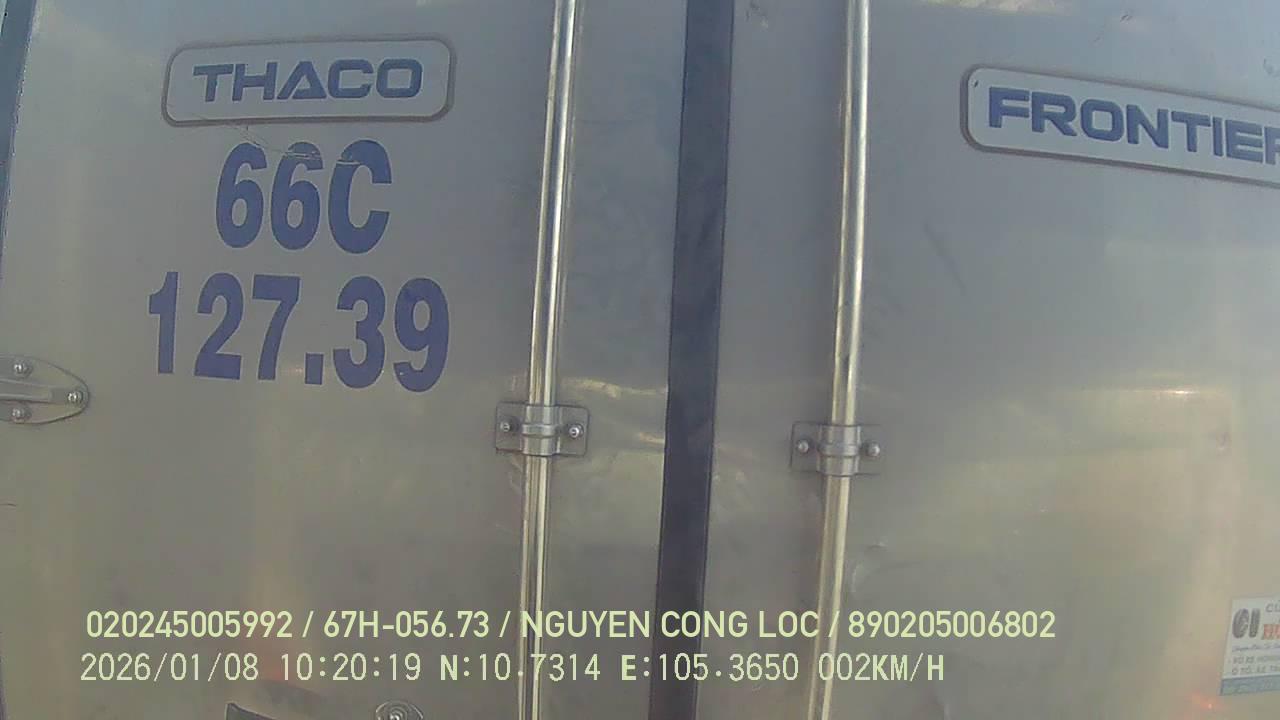 THACO
FRONTIER
66C
127.39
CI
020245005992 / 67H-056.73 / NGUYEN CONG LOC / 890205006802
2026/01/08 10:20:19 N:10.7314 E:105.3650 002KM/H